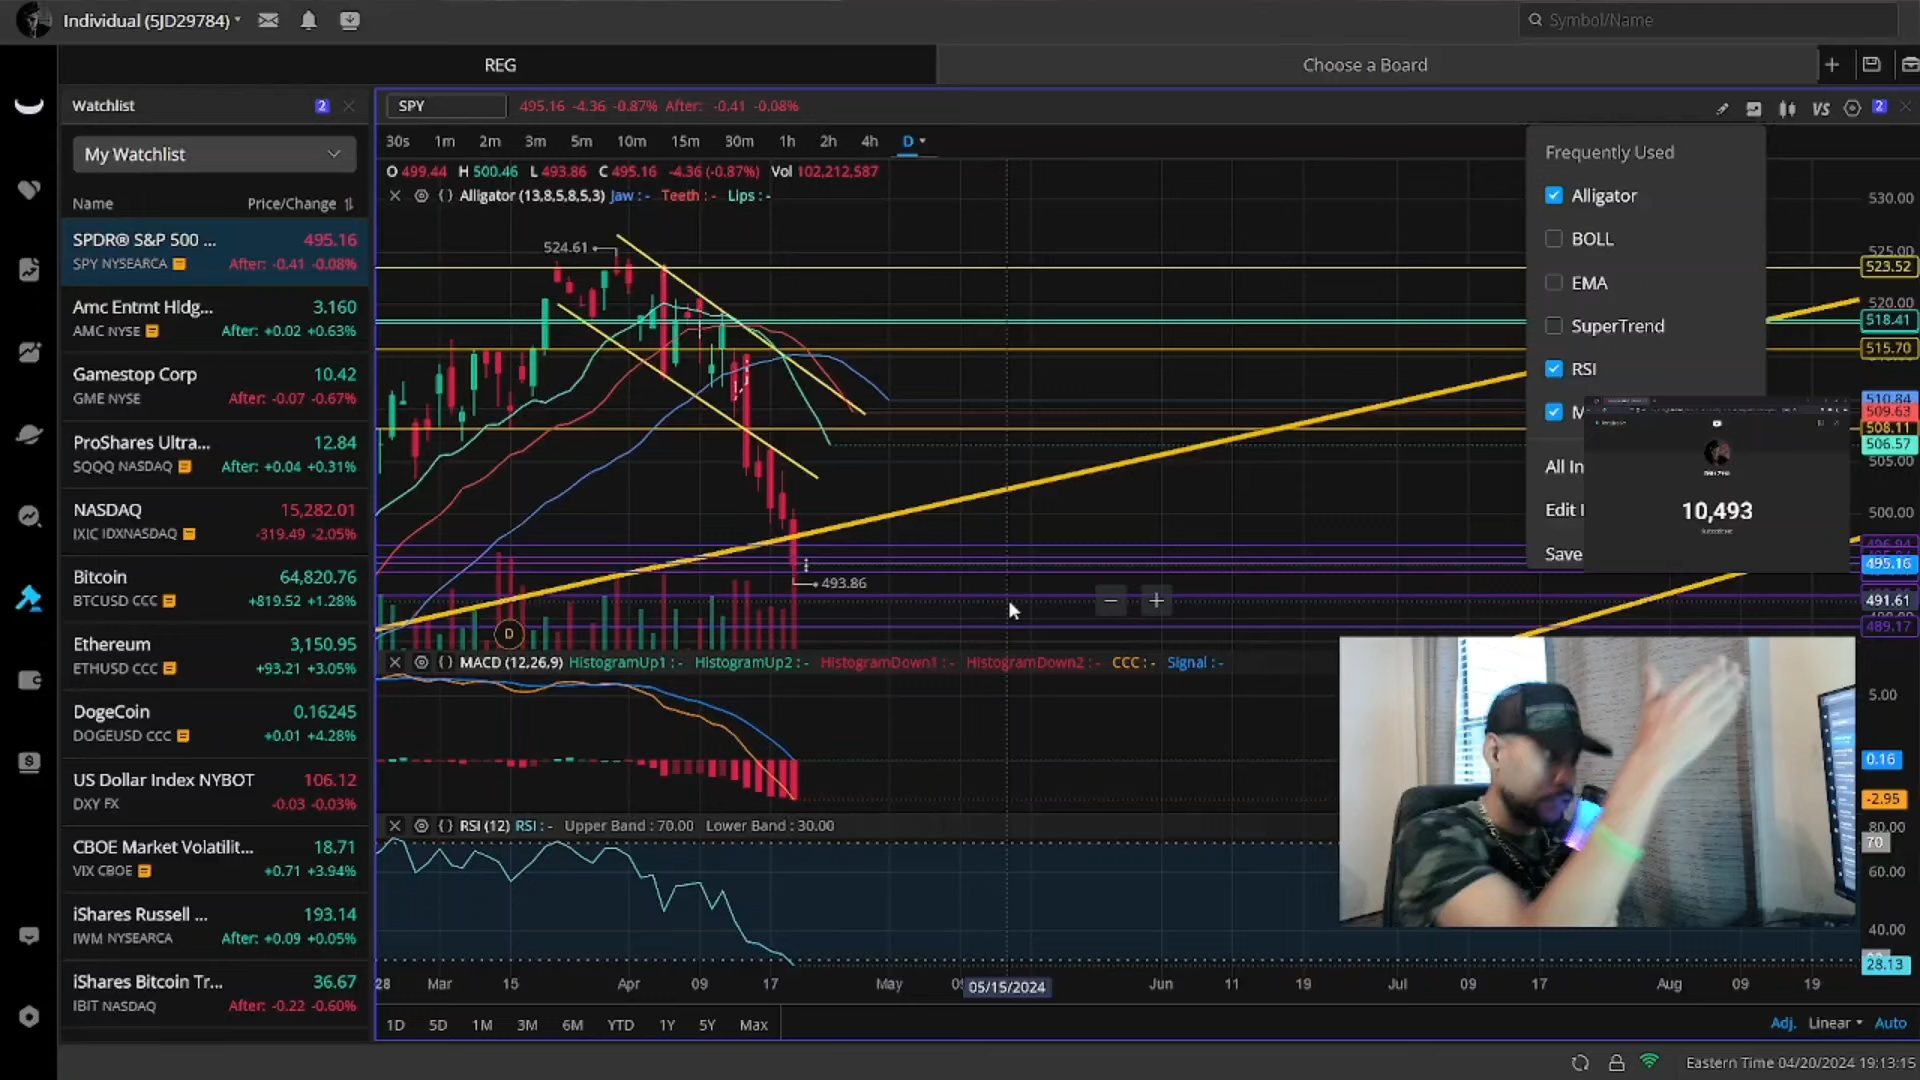 Individual (5JD29784)
Symbol/Name
REG
Choose a Board
Watchlist
2
My Watchlist
Name Price/Change
SPDR® S&P 500 ... 495.16
SPY NYSEARCA After: -0.41 -0.08%
Amc Entmt Hldg... 3.160
AMC NYSE After: +0.02 +0.63%
Gamestop Corp 10.42
GME NYSE After: -0.07 -0.67%
ProShares Ultra... 12.84
SQQQ NASDAQ After: +0.04 +0.31%
NASDAQ 15,282.01
IXIC IDXNASDAQ -319.49 -2.05%
Bitcoin 64,820.76
BTCUSD CCC +819.52 +1.28%
Ethereum 3,150.95
ETHUSD CCC +93.21 +3.05%
DogeCoin 0.16245
DOGEUSD CCC +0.01 +4.28%
US Dollar Index NYBOT 106.12
DXY FX -0.03 -0.03%
CBOE Market Volatilit... 18.71
VIX CBOE +0.71 +3.94%
iShares Russell ... 193.14
IWM NYSEARCA After: +0.09 +0.05%
iShares Bitcoin Tr... 36.67
IBIT NASDAQ After: -0.22 -0.60%
SPY 495.16 -4.36 -0.87% After: -0.41 -0.08%
VS 2
30s 1m 2m 3m 5m 10m 15m 30m 1h 2h 4h D
O 499.44 H 500.46 L 493.86 C 495.16 -4.36 (-0.87%) Vol 102,212,587
Alligator (13,8,5,8,5,3) Jaw : - Teeth : - Lips : -
524.61
493.86
D
Frequently Used
Alligator
BOLL
EMA
SuperTrend
RSI
M
All In
Edit I
Save
10,493
530.00
525.00
523.52
520.00
518.41
515.70
510.84
509.63
508.11
506.57
505.00
500.00
495.16
491.61
489.17
MACD (12,26,9) HistogramUp1 : - HistogramUp2 : - HistogramDown1 : - HistogramDown2 : - CCC : - Signal : -
5.00
0.16
-2.95
RSI (12) RSI : - Upper Band : 70.00 Lower Band : 30.00
80.00
70
60.00
40.00
28.13
28 Mar 15 Apr 09 17 May 05/15/2024 Jun 11 19 Jul 09 17 Aug 09 19
1D 5D 1M 3M 6M YTD 1Y 5Y Max
Adj. Linear Auto
Eastern Time 04/20/2024 19:13:15